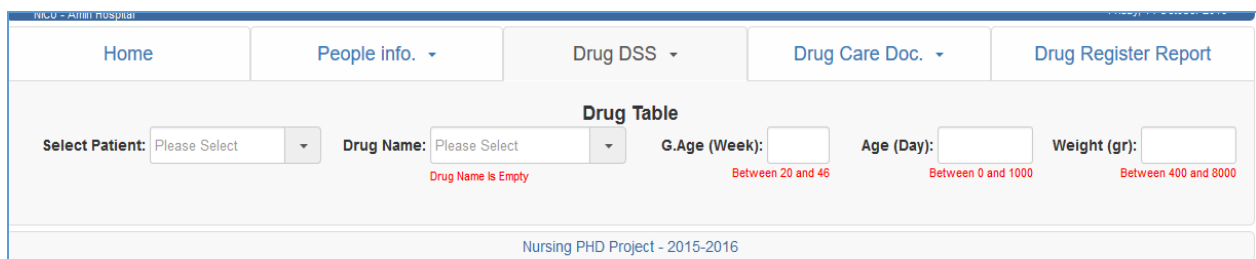 NICU - Amin Hospital
Home People info. Drug DSS Drug Care Doc. Drug Register Report
Drug Table
Select Patient: Please Select Drug Name: Please Select G.Age (Week): Age (Day): Weight (gr):
Drug Name Is Empty Between 20 and 46 Between 0 and 1000 Between 400 and 8000
Nursing PHD Project - 2015-2016